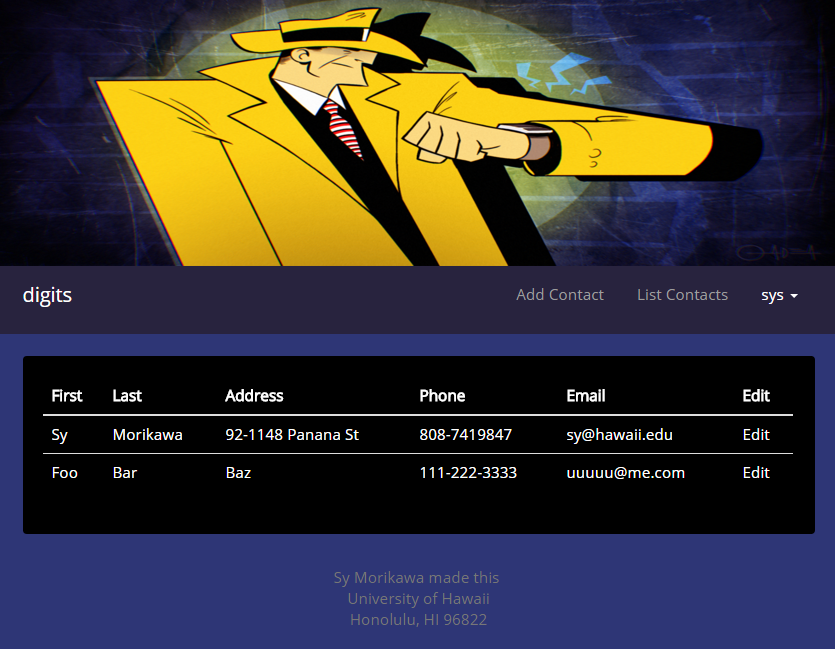 digits Add Contact List Contacts sys
First Last Address Phone Email Edit
Sy Morikawa 92-1148 Panana St 808-7419847 sy@hawaii.edu Edit
Foo Bar Baz 111-222-3333 uuuuu@me.com Edit
Sy Morikawa made this
University of Hawaii
Honolulu, HI 96822